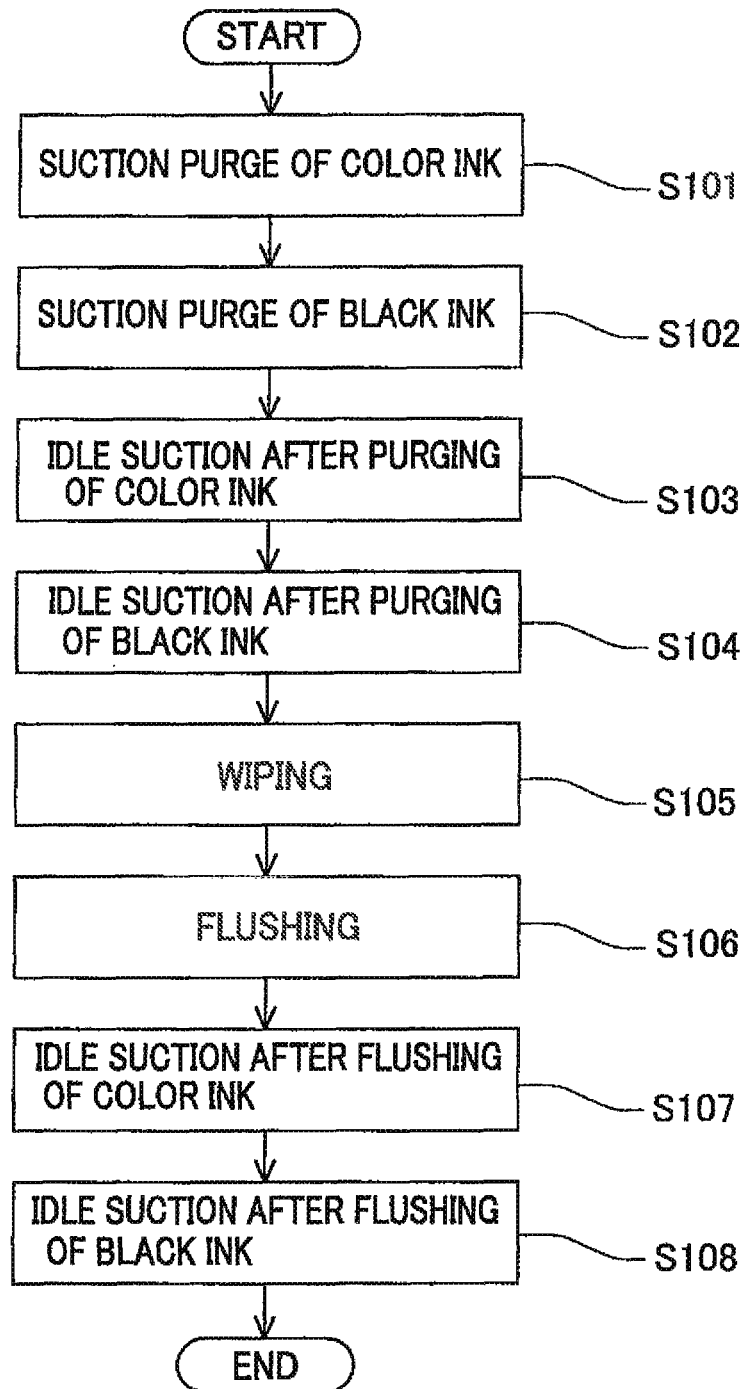 START
SUCTION PURGE OF COLOR INK
S101
SUCTION PURGE OF BLACK INK
S102
IDLE SUCTION AFTER PURGING
OF COLOR INK
S103
IDLE SUCTION AFTER PURGING
OF BLACK INK
S104
WIPING
S105
FLUSHING
S106
IDLE SUCTION AFTER FLUSHING
OF COLOR INK
S107
IDLE SUCTION AFTER FLUSHING
OF BLACK INK
S108
END